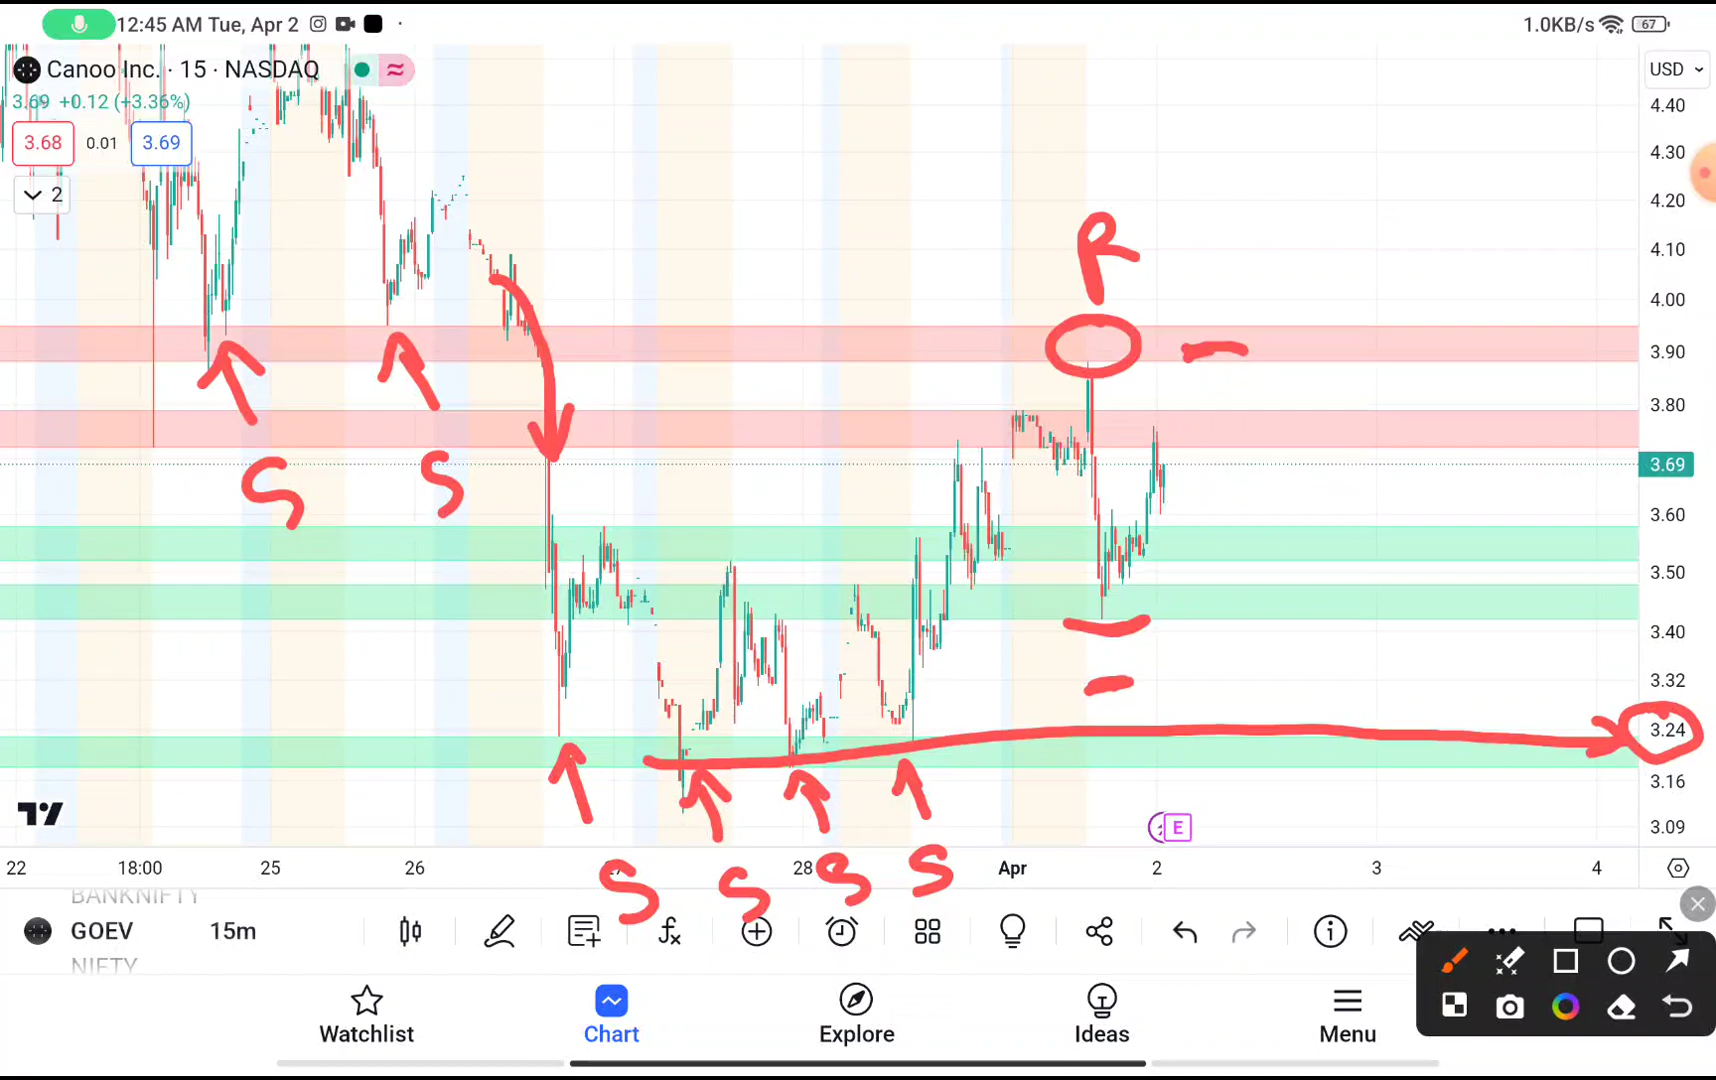 12:45 AM Tue, Apr 2
1.0KB/s
67
Canoo Inc. · 15 · NASDAQ
USD
3.69 +0.12 (+3.36%)
3.68 0.01 3.69
2
4.40
4.30
4.20
4.10
4.00
3.90
3.80
3.69
3.60
3.50
3.40
3.32
3.24
3.16
3.09
R
S
S
S
S
S
S
E
22 18:00 25 26 27 28 Apr 2 3 4
BANKNIFTY
GOEV 15m
NIFTY
Watchlist Chart Explore Ideas Menu